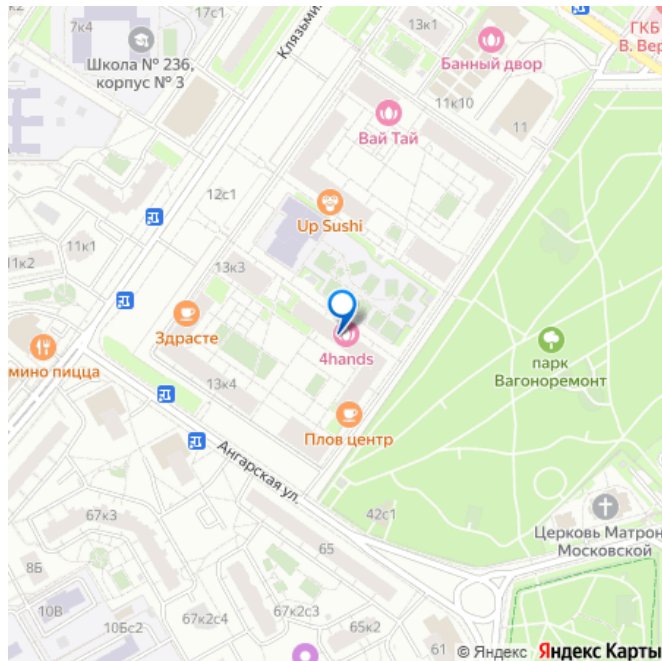 17с1
7к4
13к1
ГКБ
В. Вер
Школа № 236,
корпус № 3
Клязьми
Банный двор
11к10
11
Вай Тай
12с1
Up Sushi
11к1
11к2
13к3
Здрасте
4hands
мино пицца
парк
Вагоноремонт
13к4
Плов центр
Ангарская ул.
67к3
42с1
Церковь Матрон
Московской
8Б
65
10В
10Бс2
67к2с4
67к2с3
65к2
61
© Яндекс Яндекс Карты